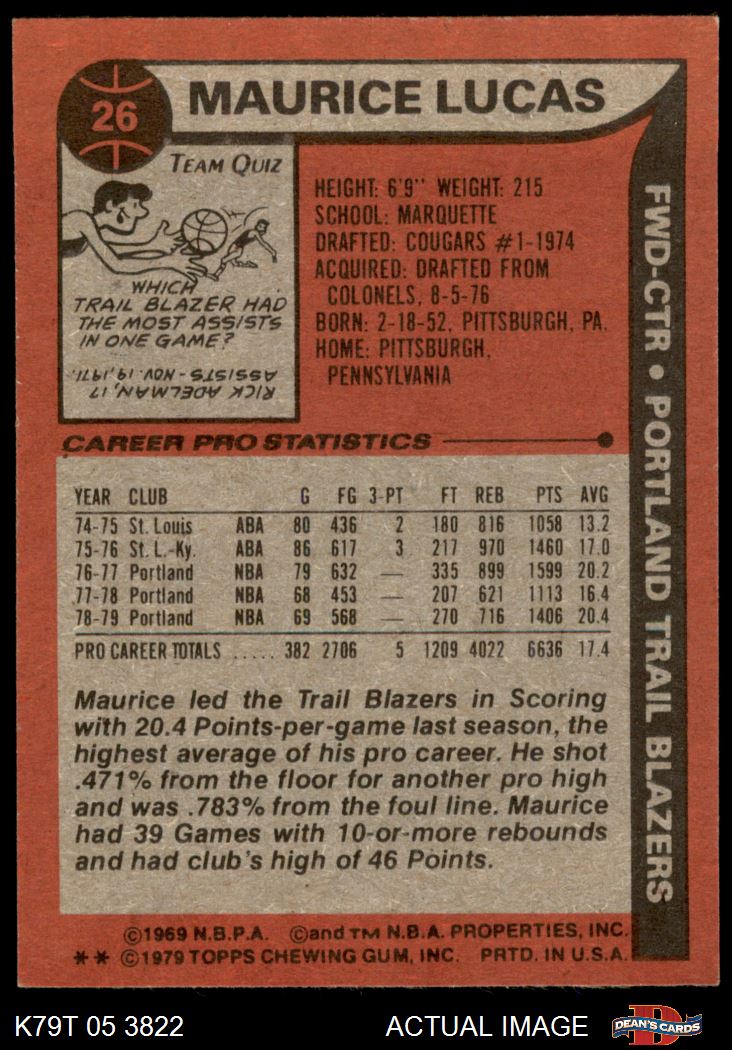 26
MAURICE LUCAS
TEAM QUIZ
WHICH
TRAIL BLAZER HAD
THE MOST ASSISTS
IN ONE GAME?
RICK ADELMAN, 17
ASSISTS - NOV. 19, 1971.
HEIGHT: 6'9" WEIGHT: 215
SCHOOL: MARQUETTE
DRAFTED: COUGARS #1-1974
ACQUIRED: DRAFTED FROM
COLONELS, 8-5-76
BORN: 2-18-52, PITTSBURGH, PA.
HOME: PITTSBURGH,
PENNSYLVANIA
FWD-CTR • PORTLAND TRAIL BLAZERS
CAREER PRO STATISTICS
YEAR CLUB G FG 3-PT FT REB PTS AVG
74-75 St. Louis ABA 80 436 2 180 816 1058 13.2
75-76 St. L.-Ky. ABA 86 617 3 217 970 1460 17.0
76-77 Portland NBA 79 632 — 335 899 1599 20.2
77-78 Portland NBA 68 453 — 207 621 1113 16.4
78-79 Portland NBA 69 568 — 270 716 1406 20.4
PRO CAREER TOTALS ..... 382 2706 5 1209 4022 6636 17.4
Maurice led the Trail Blazers in Scoring
with 20.4 Points-per-game last season, the
highest average of his pro career. He shot
.471% from the floor for another pro high
and was .783% from the foul line. Maurice
had 39 Games with 10-or-more rebounds
and had club's high of 46 Points.
©1969 N.B.P.A. ©and TM N.B.A. PROPERTIES, INC.
** ©1979 TOPPS CHEWING GUM, INC. PRTD. IN U.S.A.
K79T 05 3822 ACTUAL IMAGE
D
DEAN'S CARDS